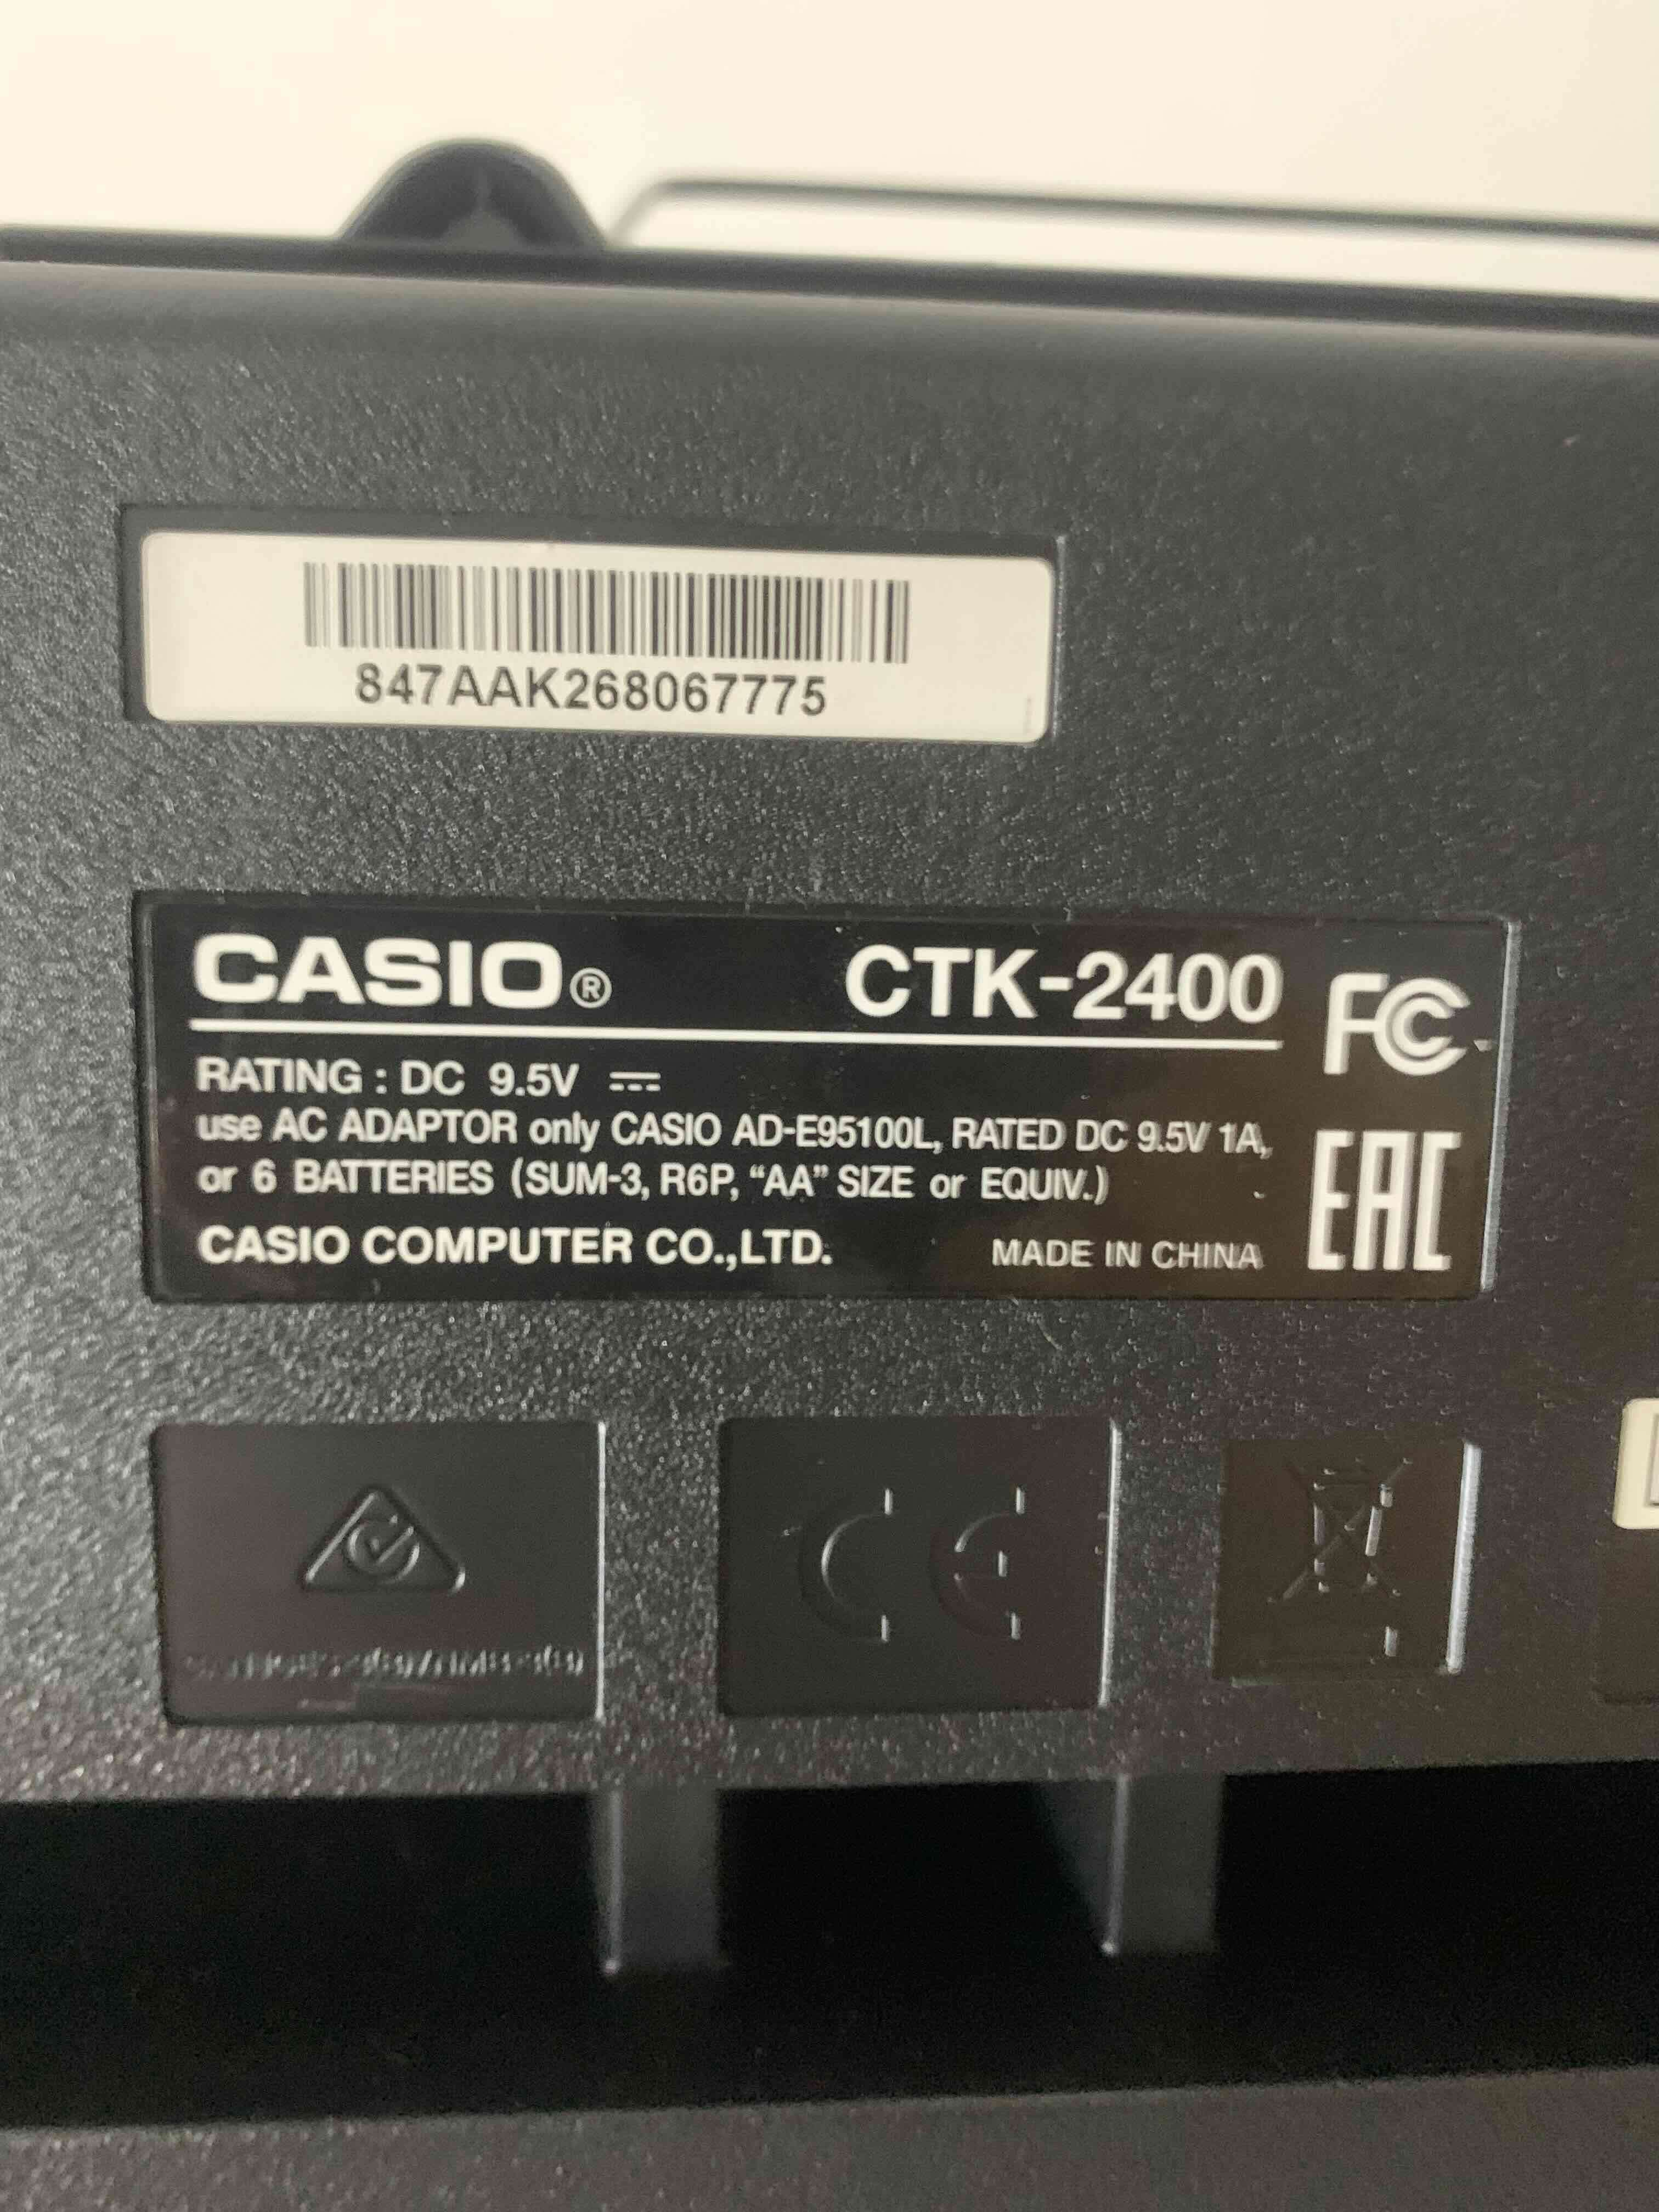 847AAK268067775
CASIO® CTK-2400 FC
RATING : DC 9.5V ⎓
use AC ADAPTOR only CASIO AD-E95100L, RATED DC 9.5V 1A,
or 6 BATTERIES (SUM-3, R6P, “AA” SIZE or EQUIV.)
EAC
CASIO COMPUTER CO.,LTD. MADE IN CHINA
CE